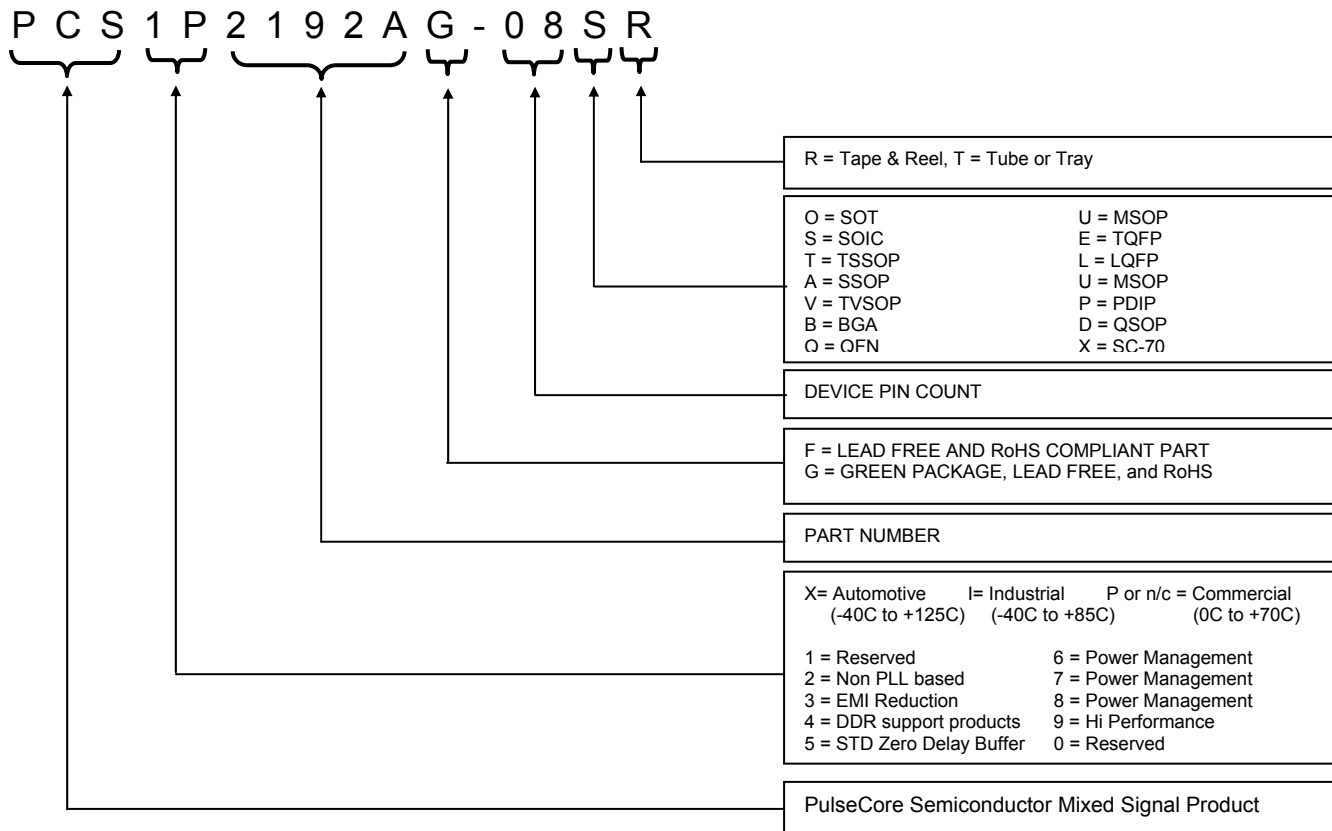 P C S 1 P 2 1 9 2 A G - 0 8 S R
R = Tape & Reel, T = Tube or Tray
O = SOT U = MSOP
S = SOIC E = TQFP
T = TSSOP L = LQFP
A = SSOP U = MSOP
V = TVSOP P = PDIP
B = BGA D = QSOP
Q = QFN X = SC-70
DEVICE PIN COUNT
F = LEAD FREE AND RoHS COMPLIANT PART
G = GREEN PACKAGE, LEAD FREE, and RoHS
PART NUMBER
X= Automotive I= Industrial P or n/c = Commercial
(-40C to +125C) (-40C to +85C) (0C to +70C)
1 = Reserved 6 = Power Management
2 = Non PLL based 7 = Power Management
3 = EMI Reduction 8 = Power Management
4 = DDR support products 9 = Hi Performance
5 = STD Zero Delay Buffer 0 = Reserved
PulseCore Semiconductor Mixed Signal Product